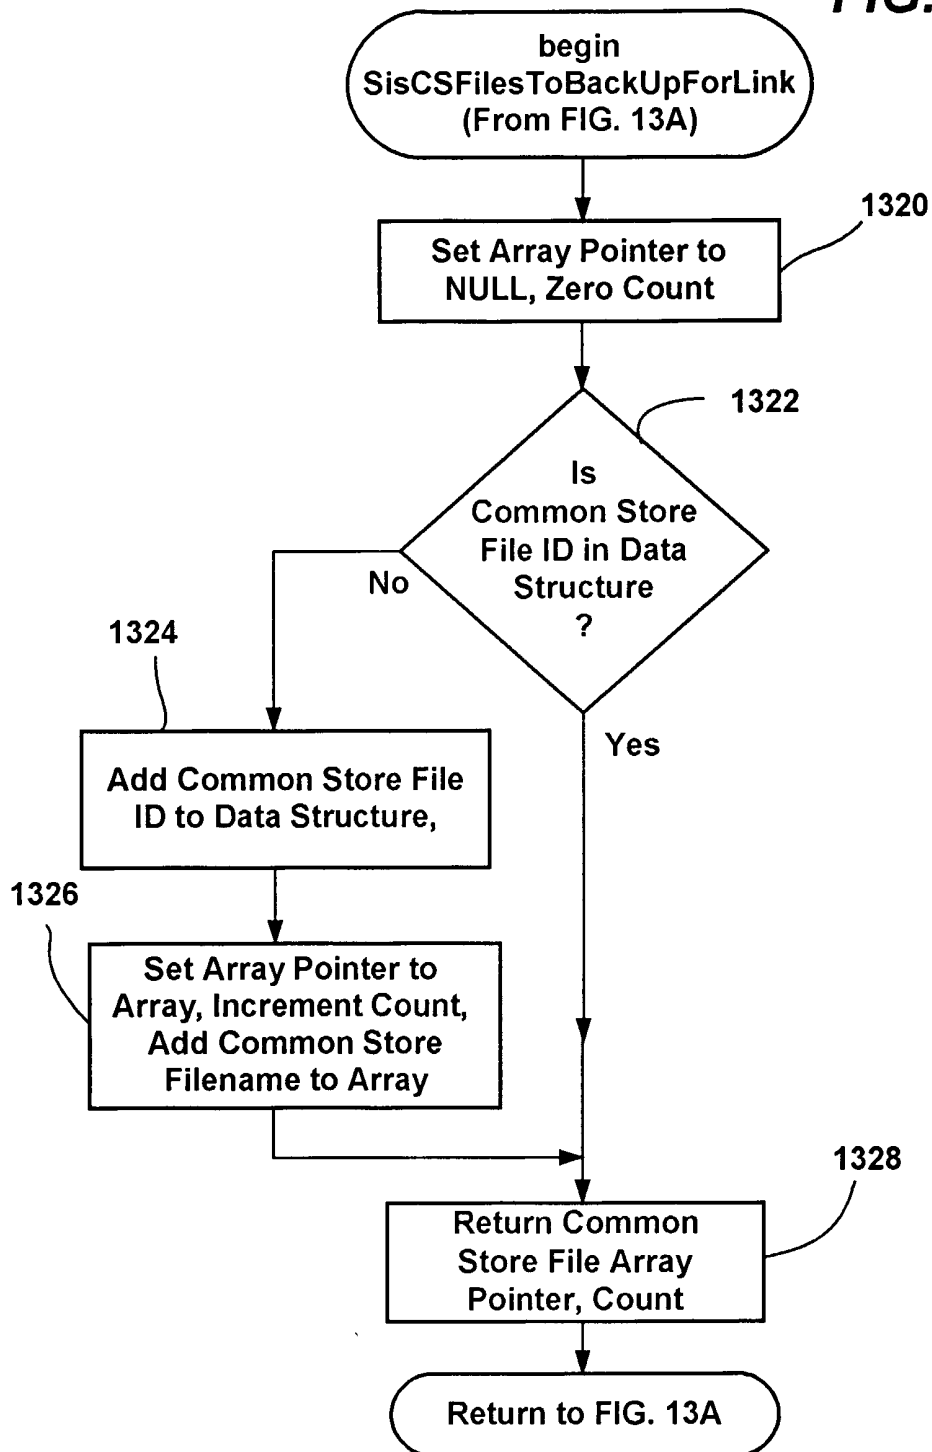 FIG.
begin
SisCSFilesToBackUpForLink
(From FIG. 13A)
1320
Set Array Pointer to
NULL, Zero Count
1322
Is
Common Store
File ID in Data
Structure
?
No
Yes
1324
Add Common Store File
ID to Data Structure,
1326
Set Array Pointer to
Array, Increment Count,
Add Common Store
Filename to Array
1328
Return Common
Store File Array
Pointer, Count
Return to FIG. 13A